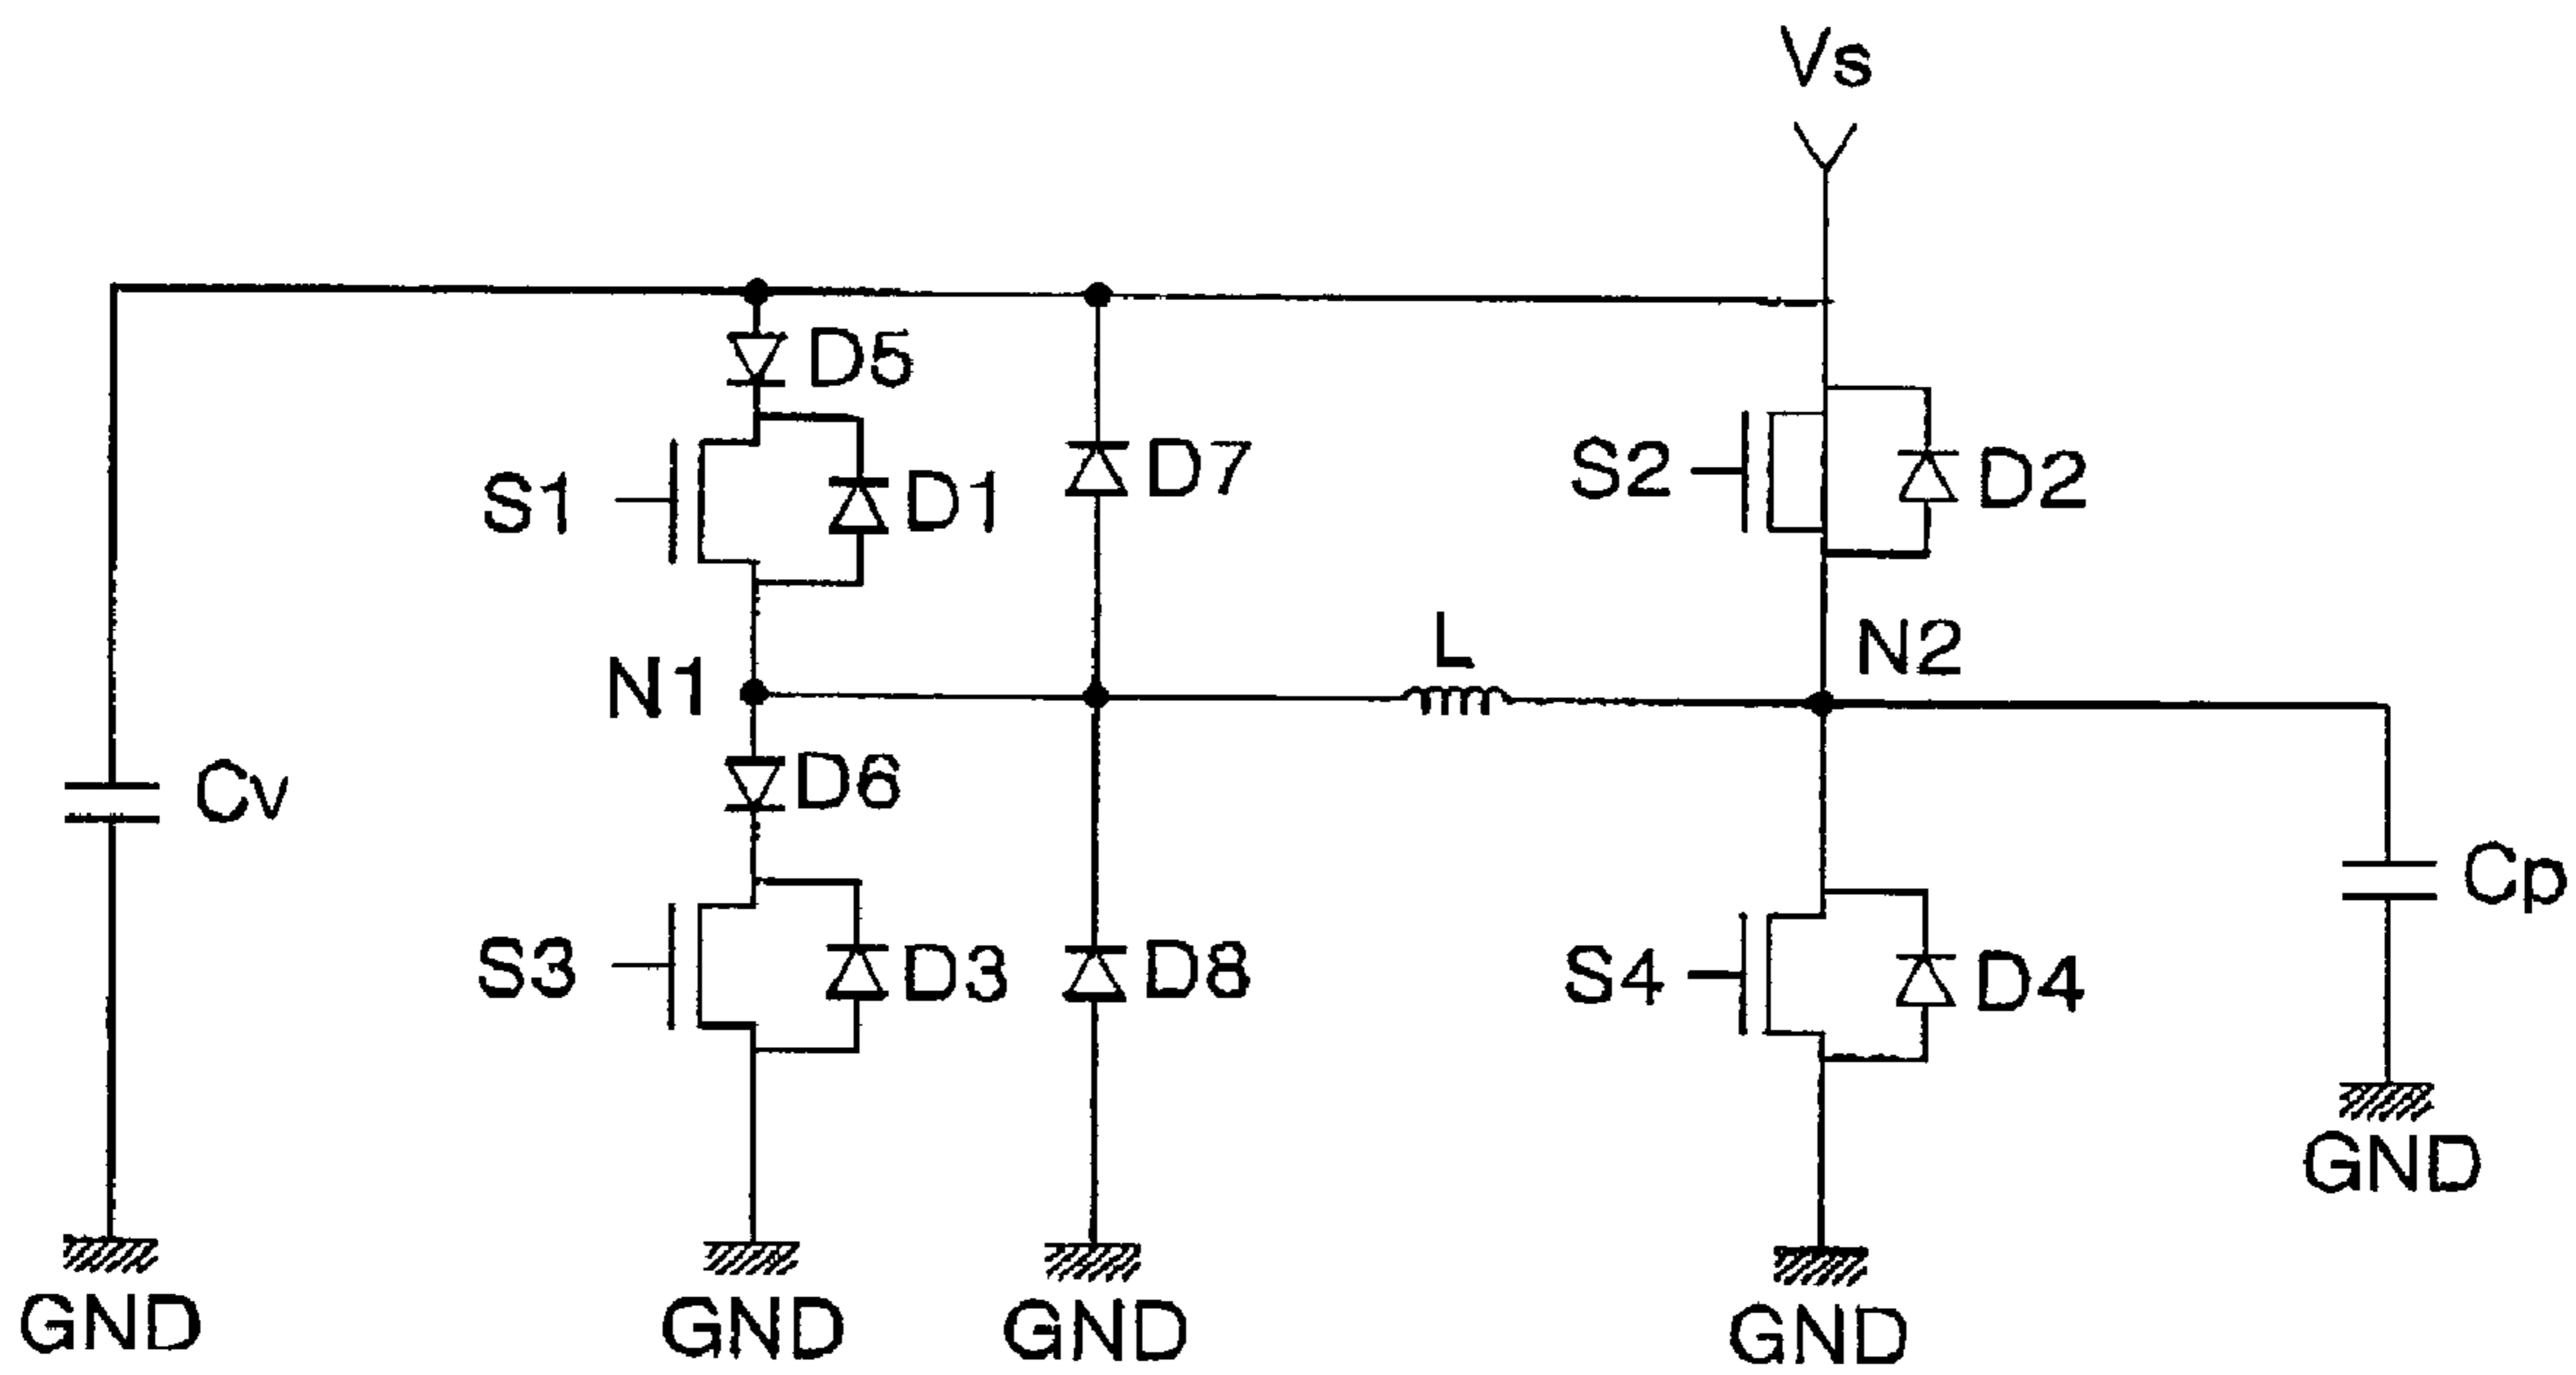 Vs
D5
S1
D1
D7
S2
D2
L
N1
N2
Cv
D6
Cp
S3
D3
D8
S4
D4
GND
GND
GND
GND
GND